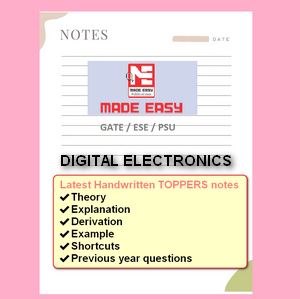 NOTES
DATE
MADE EASY
PUBLICATIONS
MADE EASY
GATE / ESE / PSU
DIGITAL ELECTRONICS
Latest Handwritten TOPPERS notes
✔Theory
✔Explanation
✔Derivation
✔Example
✔Shortcuts
✔Previous year questions